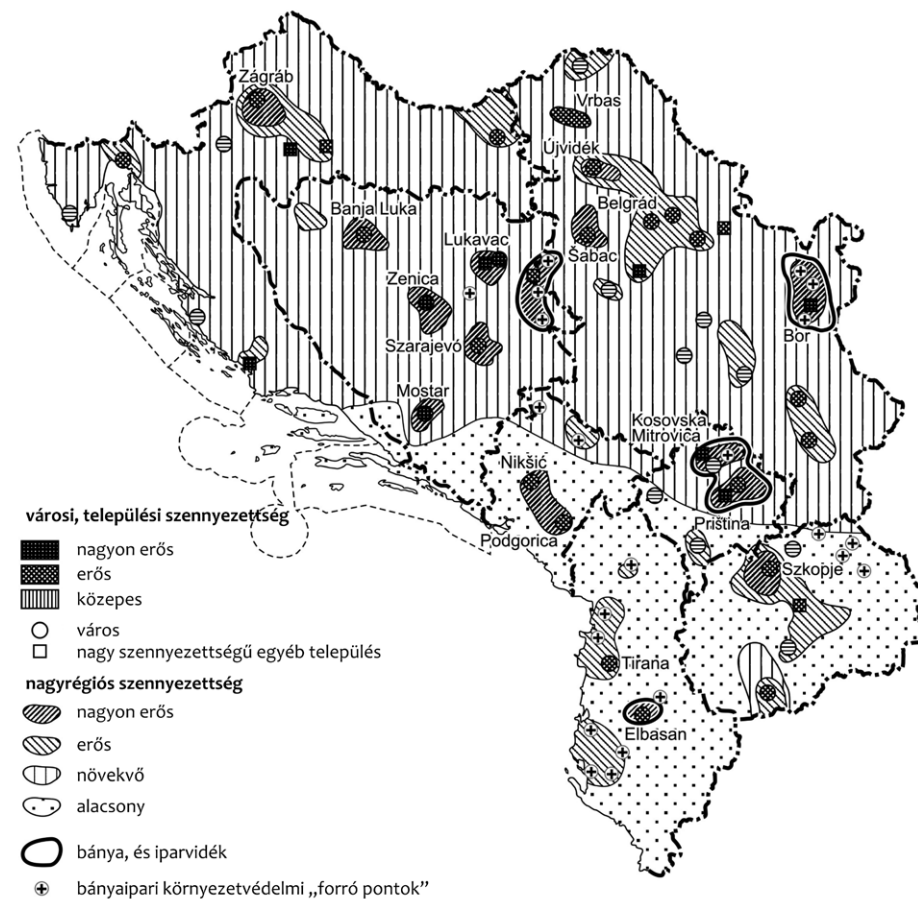 Zágráb
Vrbas
Újvidék
Banja Luka
Belgrád
Lukavac
Šabac
Zenica
Szarajevó
Bor
Mostar
Kosovska
Mitrovica
Nikšić
Priština
Podgorica
Szkopje
Tirana
Elbasan
városi, települési szennyezettség
nagyon erős
erős
közepes
város
nagy szennyezettségű egyéb település
nagyrégiós szennyezettség
nagyon erős
erős
növekvő
alacsony
bánya, és iparvidék
bányaipari környezetvédelmi „forró pontok”